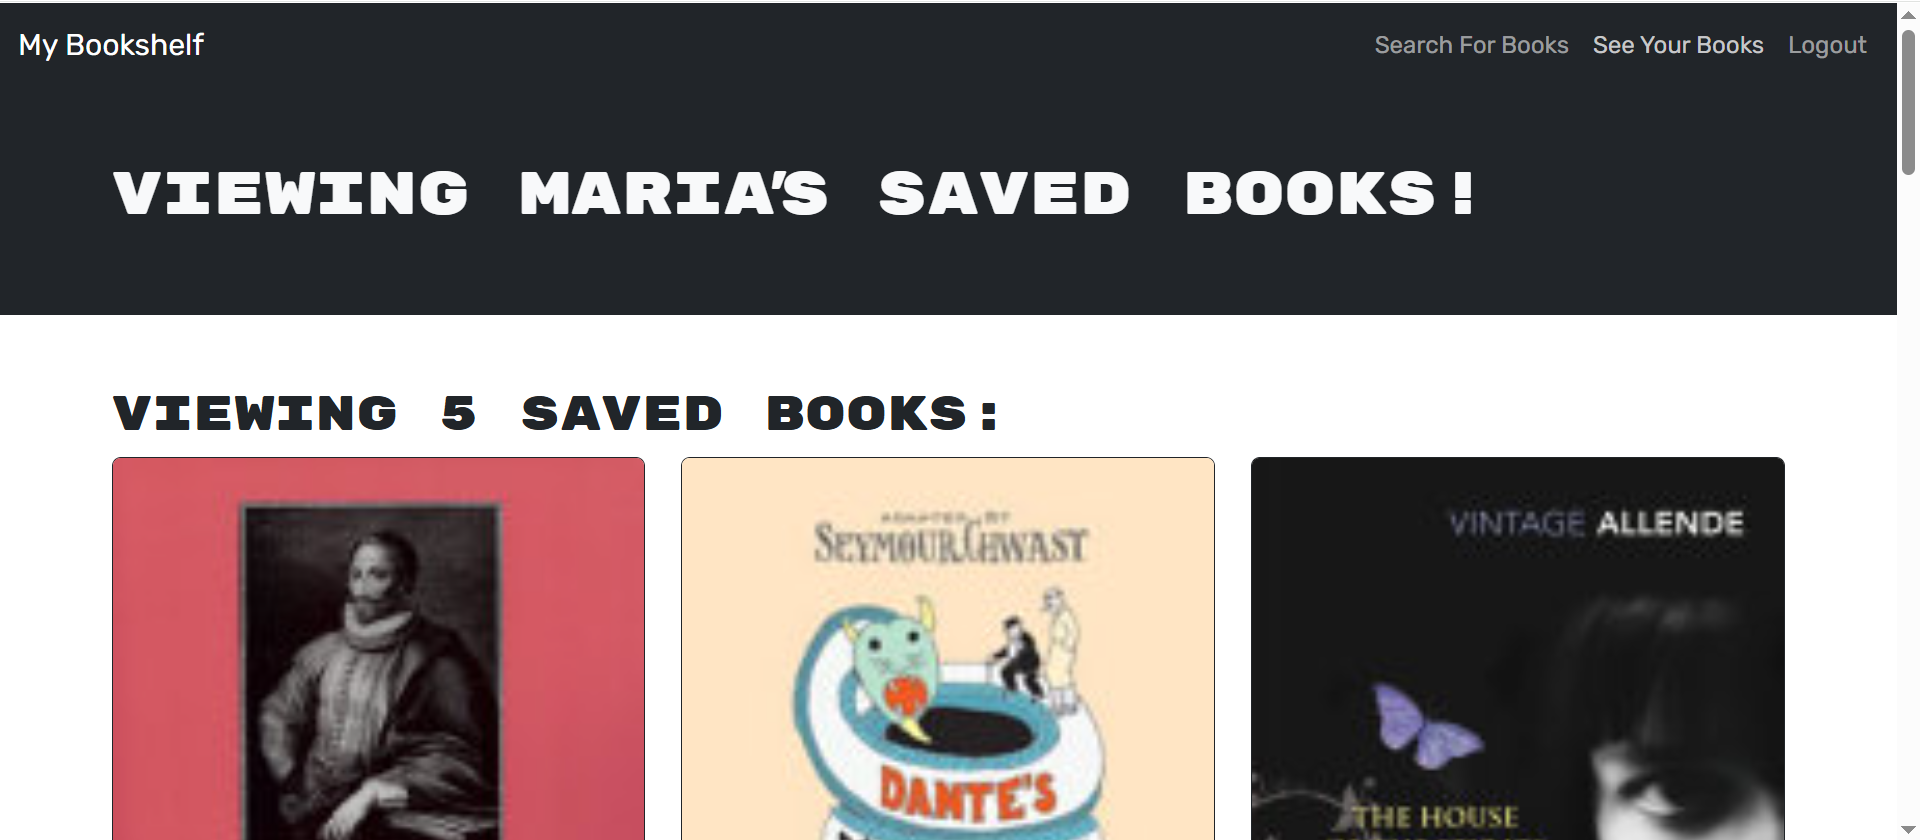 My Bookshelf
Search For Books See Your Books Logout
VIEWING MARIA'S SAVED BOOKS!
VIEWING 5 SAVED BOOKS:
ADAPTED BY
SEYMOUR CHWAST
DANTE'S
VINTAGE ALLENDE
THE HOUSE